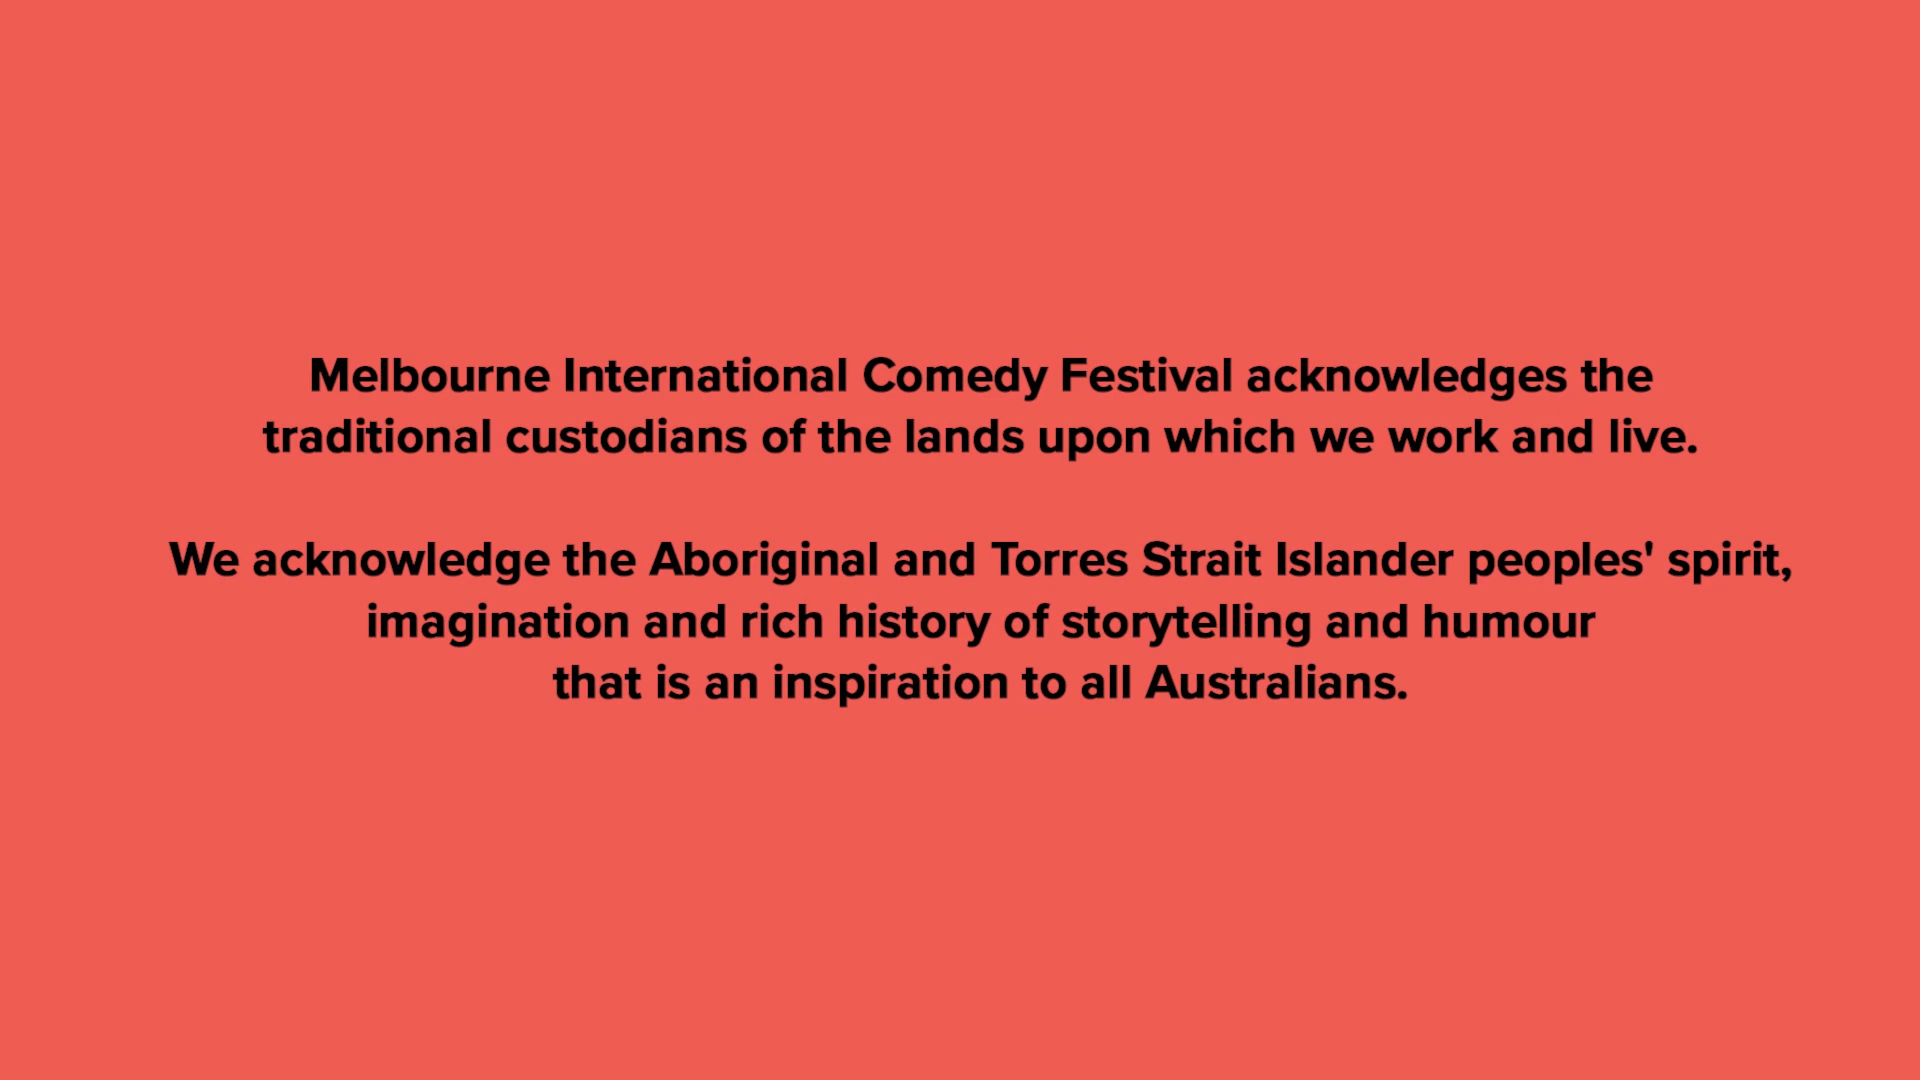 Melbourne International Comedy Festival acknowledges the
traditional custodians of the lands upon which we work and live.
We acknowledge the Aboriginal and Torres Strait Islander peoples' spirit,
imagination and rich history of storytelling and humour
that is an inspiration to all Australians.